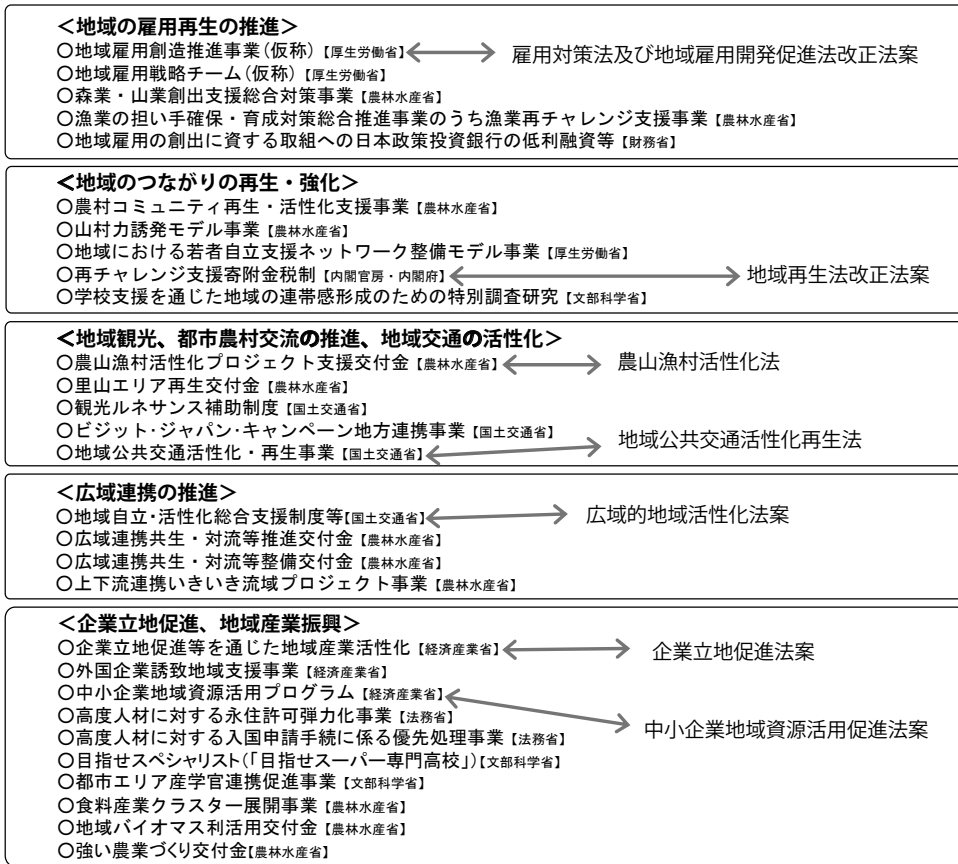 ＜地域の雇用再生の推進＞
○地域雇用創造推進事業(仮称)【厚生労働省】 雇用対策法及び地域雇用開発促進法改正法案
○地域雇用戦略チーム(仮称)【厚生労働省】
○森業・山業創出支援総合対策事業【農林水産省】
○漁業の担い手確保・育成対策総合推進事業のうち漁業再チャレンジ支援事業【農林水産省】
○地域雇用の創出に資する取組への日本政策投資銀行の低利融資等【財務省】
＜地域のつながりの再生・強化＞
○農村コミュニティ再生・活性化支援事業【農林水産省】
○山村力誘発モデル事業【農林水産省】
○地域における若者自立支援ネットワーク整備モデル事業【厚生労働省】
○再チャレンジ支援寄附金税制【内閣官房・内閣府】 地域再生法改正法案
○学校支援を通じた地域の連帯感形成のための特別調査研究【文部科学省】
＜地域観光、都市農村交流の推進、地域交通の活性化＞
○農山漁村活性化プロジェクト支援交付金【農林水産省】 農山漁村活性化法
○里山エリア再生交付金【農林水産省】
○観光ルネサンス補助制度【国土交通省】
○ビジット・ジャパン・キャンペーン地方連携事業【国土交通省】
○地域公共交通活性化・再生事業【国土交通省】 地域公共交通活性化再生法
＜広域連携の推進＞
○地域自立・活性化総合支援制度等【国土交通省】 広域的地域活性化法案
○広域連携共生・対流等推進交付金【農林水産省】
○広域連携共生・対流等整備交付金【農林水産省】
○上下流連携いきいき流域プロジェクト事業【農林水産省】
＜企業立地促進、地域産業振興＞
○企業立地促進等を通じた地域産業活性化【経済産業省】 企業立地促進法案
○外国企業誘致地域支援事業【経済産業省】
○中小企業地域資源活用プログラム【経済産業省】 中小企業地域資源活用促進法案
○高度人材に対する永住許可弾力化事業【法務省】
○高度人材に対する入国申請手続に係る優先処理事業【法務省】
○目指せスペシャリスト(「目指せスーパー専門高校」)【文部科学省】
○都市エリア産学官連携促進事業【文部科学省】
○食料産業クラスター展開事業【農林水産省】
○地域バイオマス利活用交付金【農林水産省】
○強い農業づくり交付金【農林水産省】